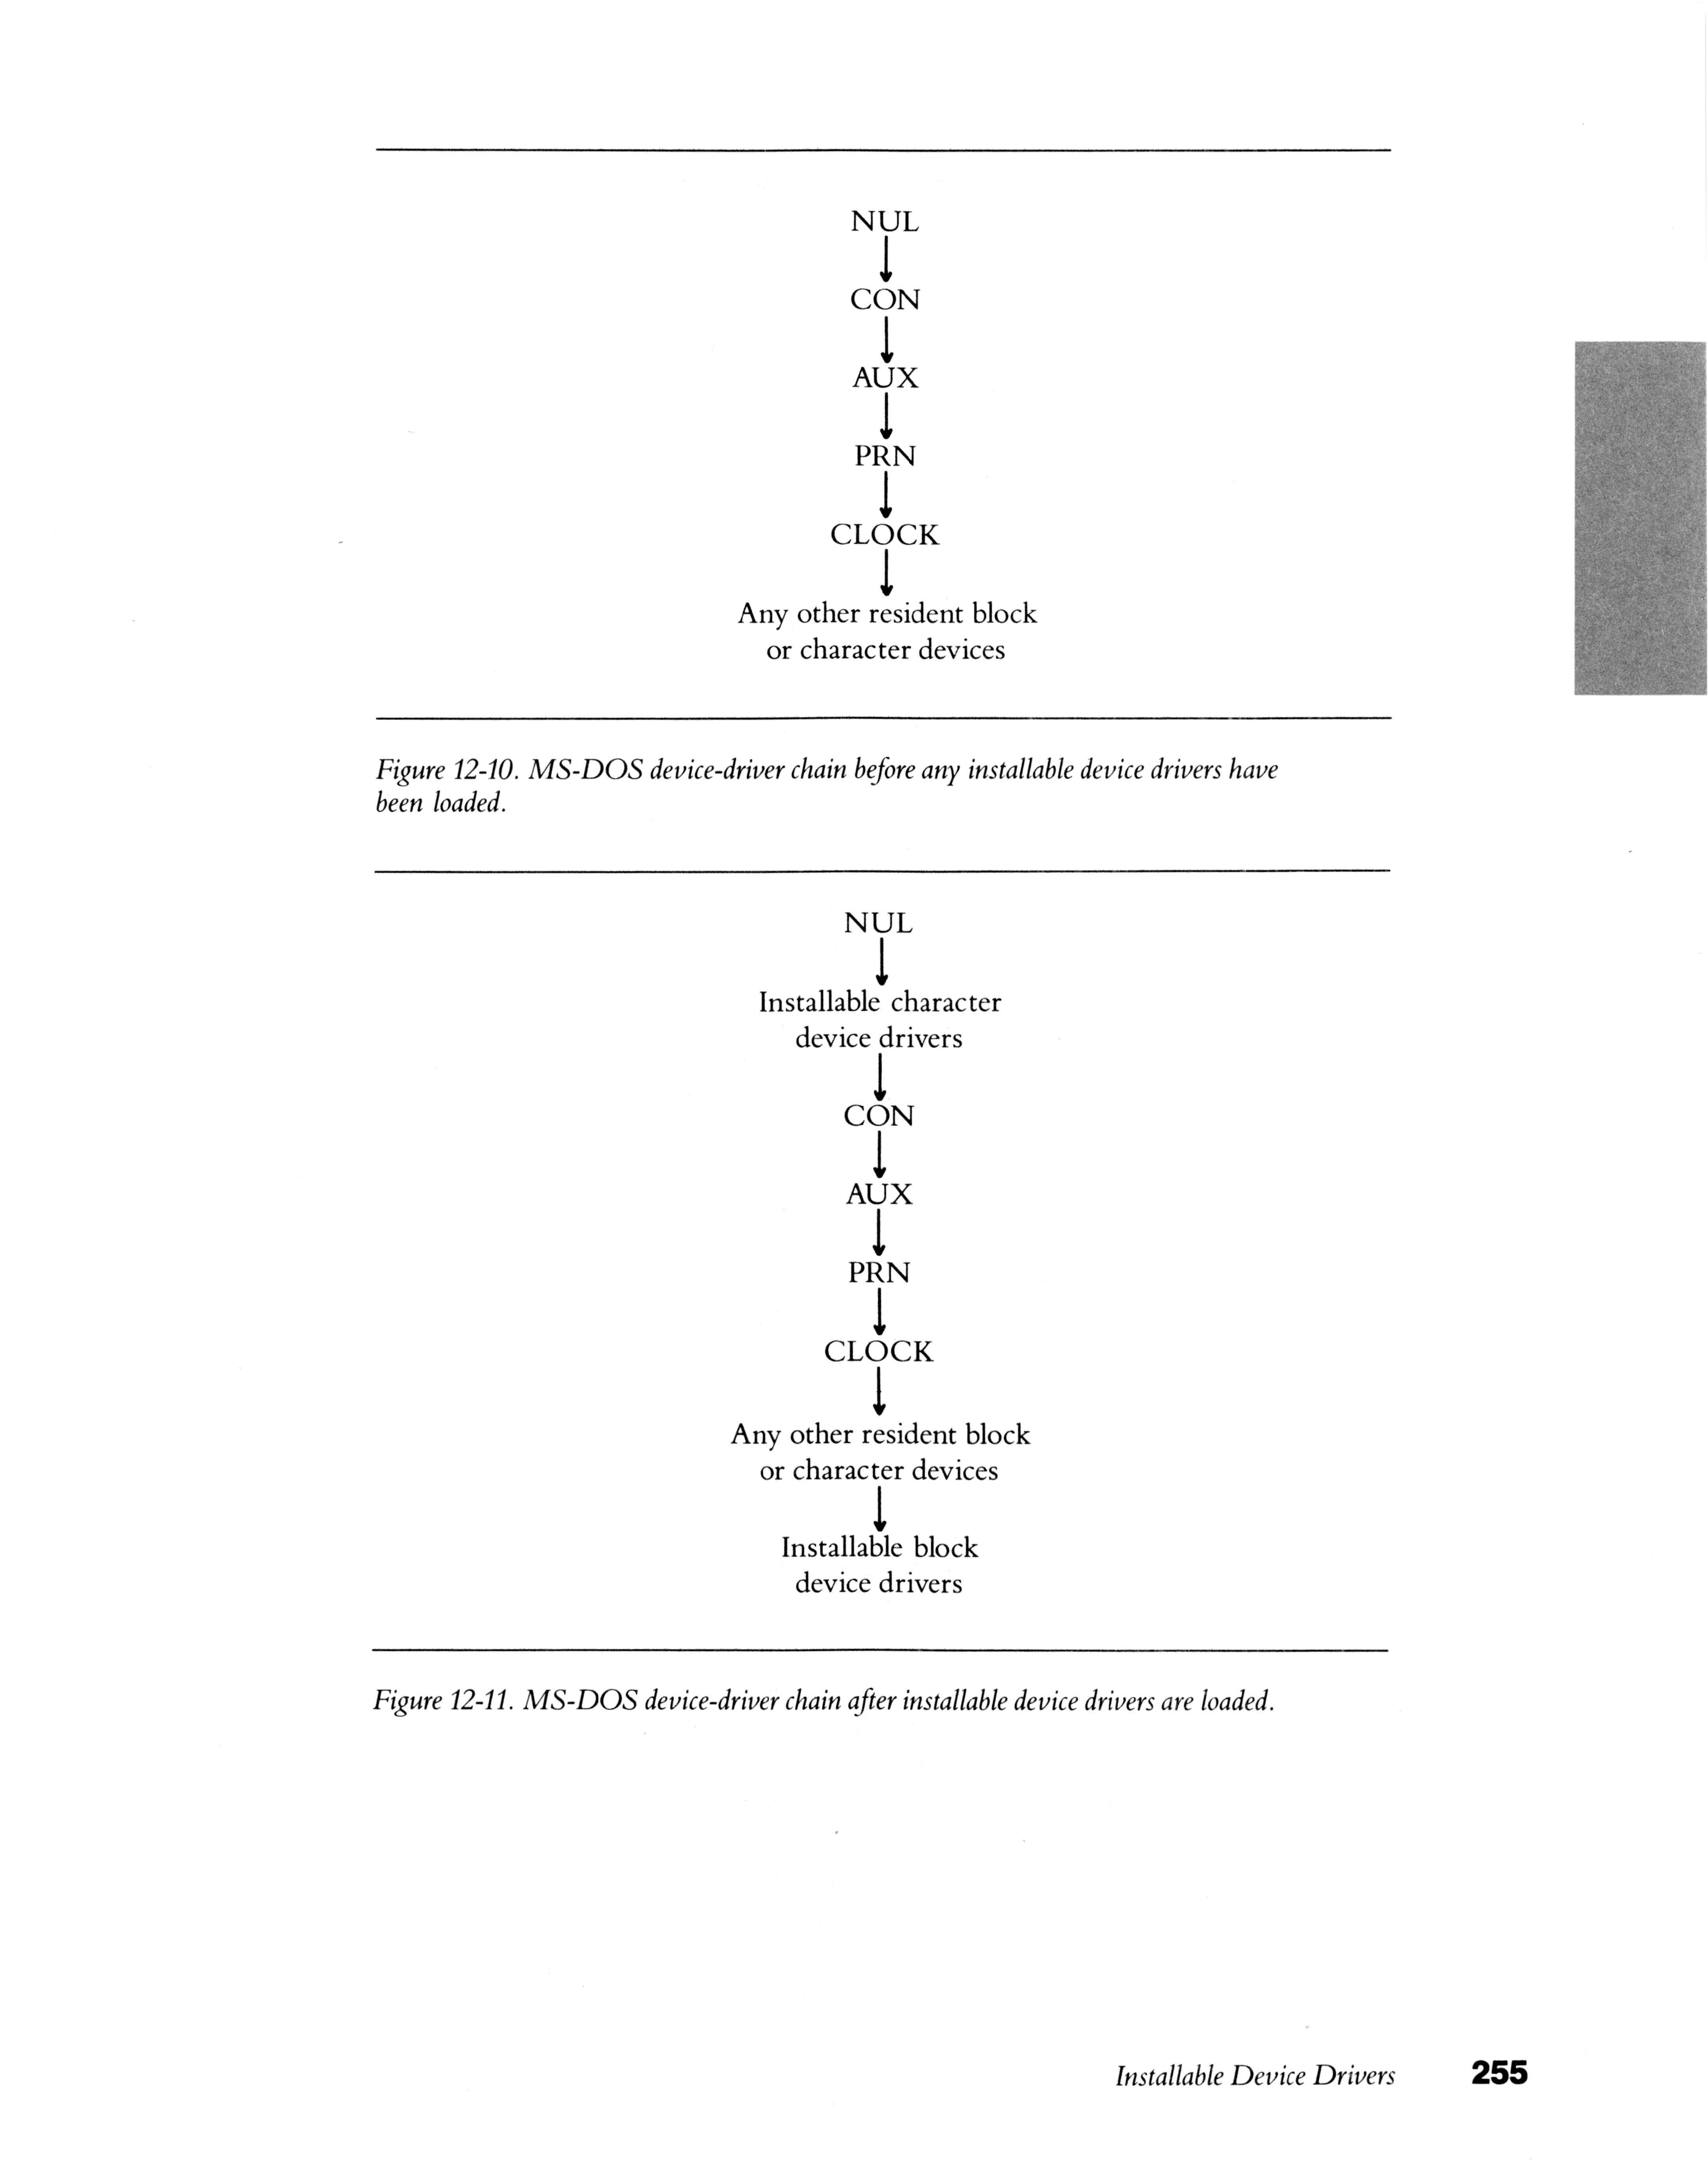 NUL
CON
AUX
PRN
CLOCK
Any other resident block
or character devices
Figure 12-10. MS-DOS device-driver chain before any installable device drivers have
been loaded.
NUL
Installable character
device drivers
CON
AUX
PRN
CLOCK
Any other resident block
or character devices
Installable block
device drivers
Figure 12-11. MS-DOS device-driver chain after installable device drivers are loaded.
Installable Device Drivers 255